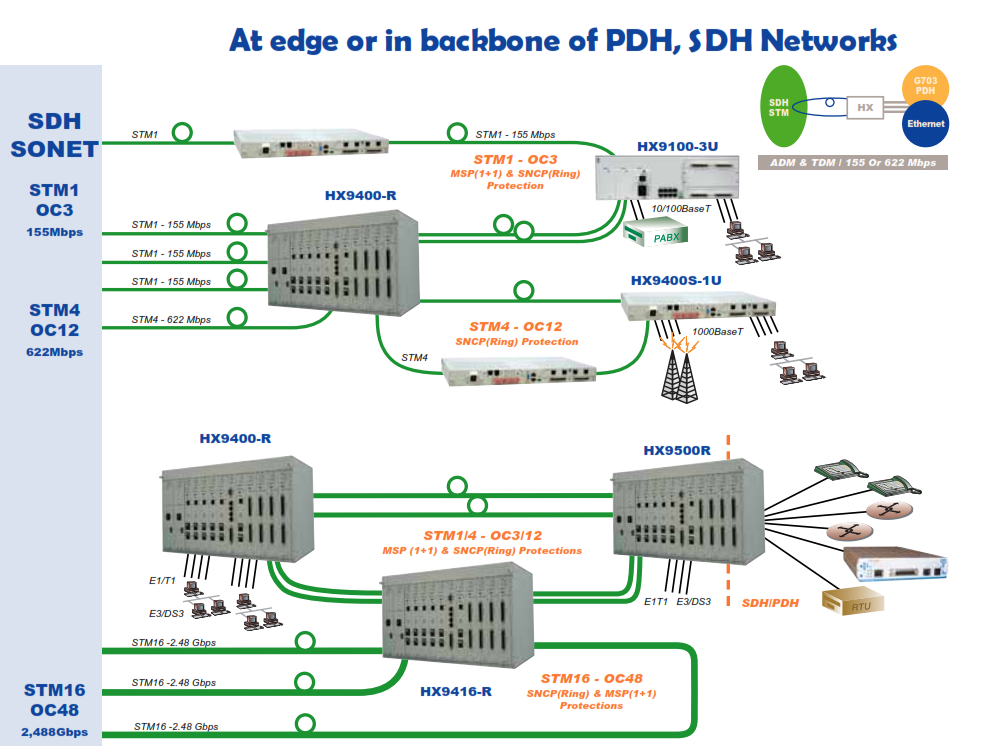 At edge or in backbone of PDH, SDH Networks
SDH
SONET
STM1
OC3
155Mbps
STM4
OC12
622Mbps
STM16
OC48
2,488Gbps
SDH
STM
HX
G703
PDH
Ethernet
ADM & TDM / 155 Or 622 Mbps
STM1
STM1 - 155 Mbps
STM1 - OC3
MSP(1+1) & SNCP(Ring)
Protection
HX9100-3U
10/100BaseT
PABX
HX9400-R
STM1 - 155 Mbps
STM1 - 155 Mbps
STM1 - 155 Mbps
STM4 - 622 Mbps
HX9400S-1U
1000BaseT
STM4 - OC12
SNCP(Ring) Protection
STM4
HX9400-R
HX9500R
STM1/4 - OC3/12
MSP (1+1) & SNCP(Ring) Protections
E1/T1
E3/DS3
E1T1 E3/DS3
SDH/PDH
RTU
STM16 -2.48 Gbps
STM16 -2.48 Gbps
STM16 -2.48 Gbps
HX9416-R
STM16 - OC48
SNCP(Ring) & MSP(1+1)
Protections